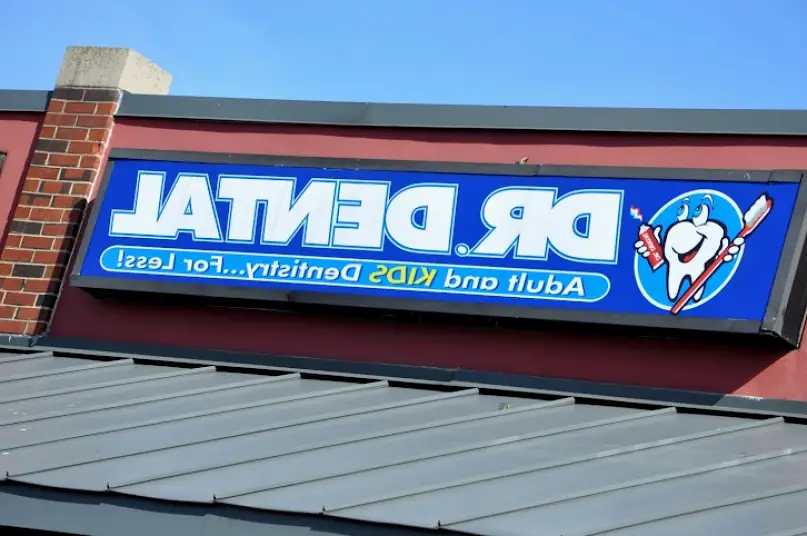 DR. DENTAL
Adult and KIDS Dentistry...For Less!